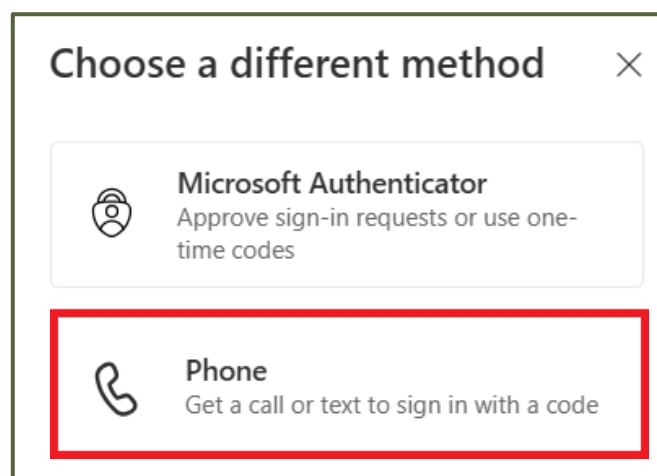 Choose a different method
Microsoft Authenticator
Approve sign-in requests or use one-
time codes
Phone
Get a call or text to sign in with a code